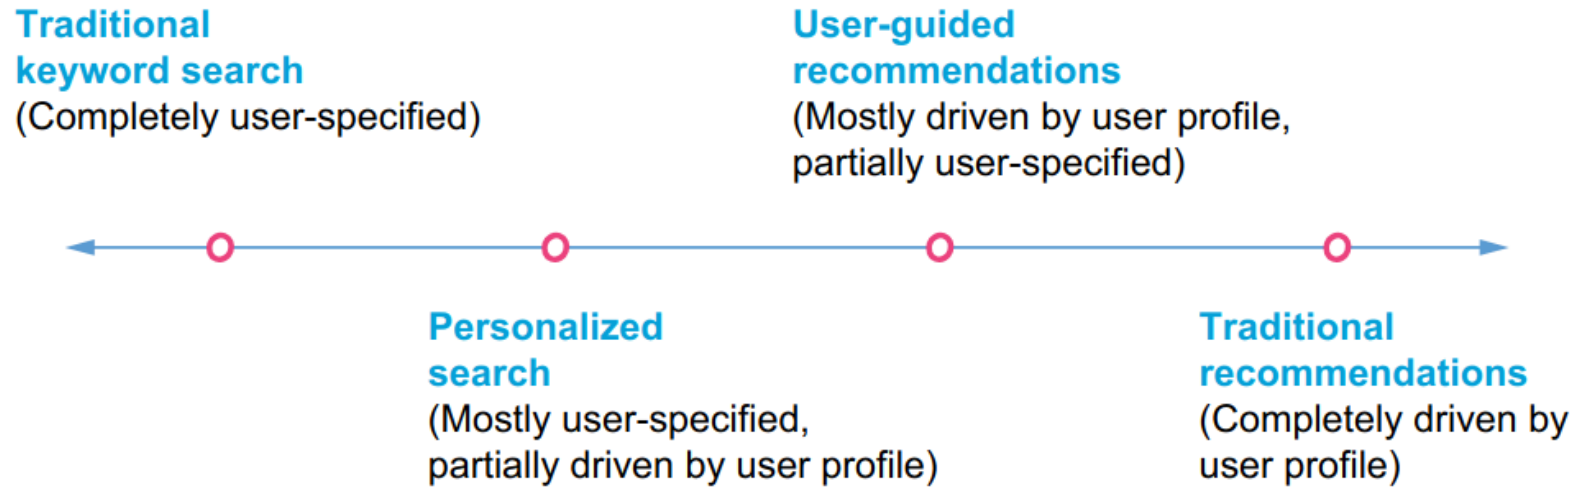 Traditional
keyword search
(Completely user-specified)
User-guided
recommendations
(Mostly driven by user profile,
partially user-specified)
Personalized
search
(Mostly user-specified,
partially driven by user profile)
Traditional
recommendations
(Completely driven by
user profile)